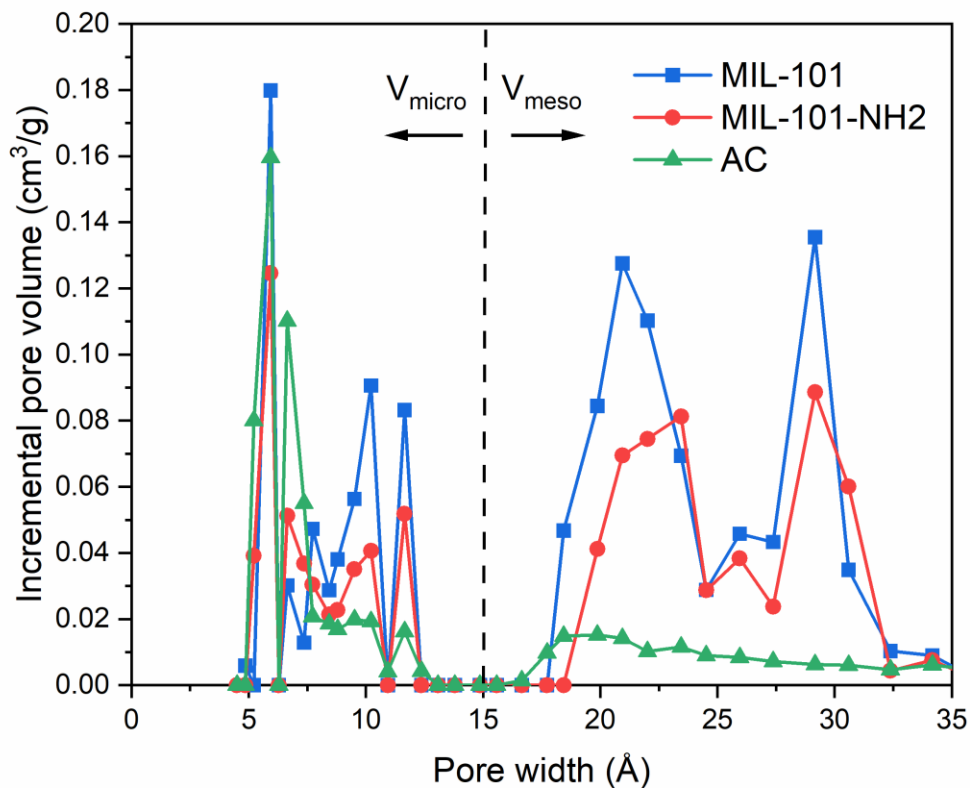 0.20
0.18
0.16
0.14
0.12
0.10
0.08
0.06
0.04
0.02
0.00
Incremental pore volume (cm³/g)
V_micro V_meso
MIL-101
MIL-101-NH2
AC
0 5 10 15 20 25 30 35
Pore width (Å)